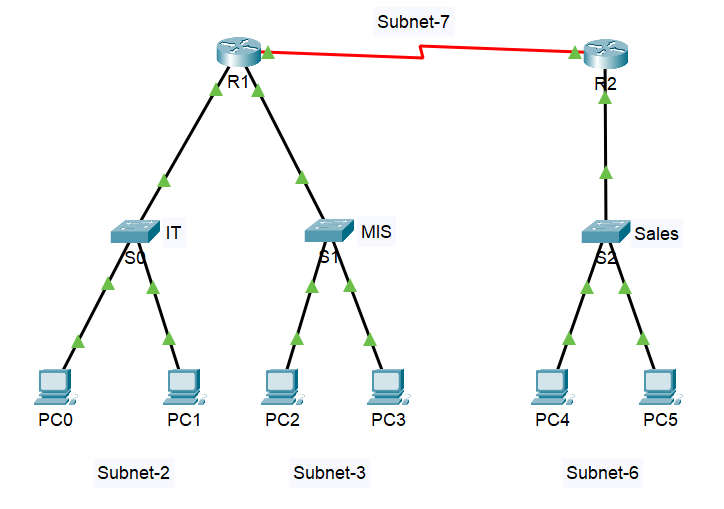 Subnet-7
R1
R2
IT
MIS
Sales
S0
S1
S2
PC0
PC1
PC2
PC3
PC4
PC5
Subnet-2
Subnet-3
Subnet-6